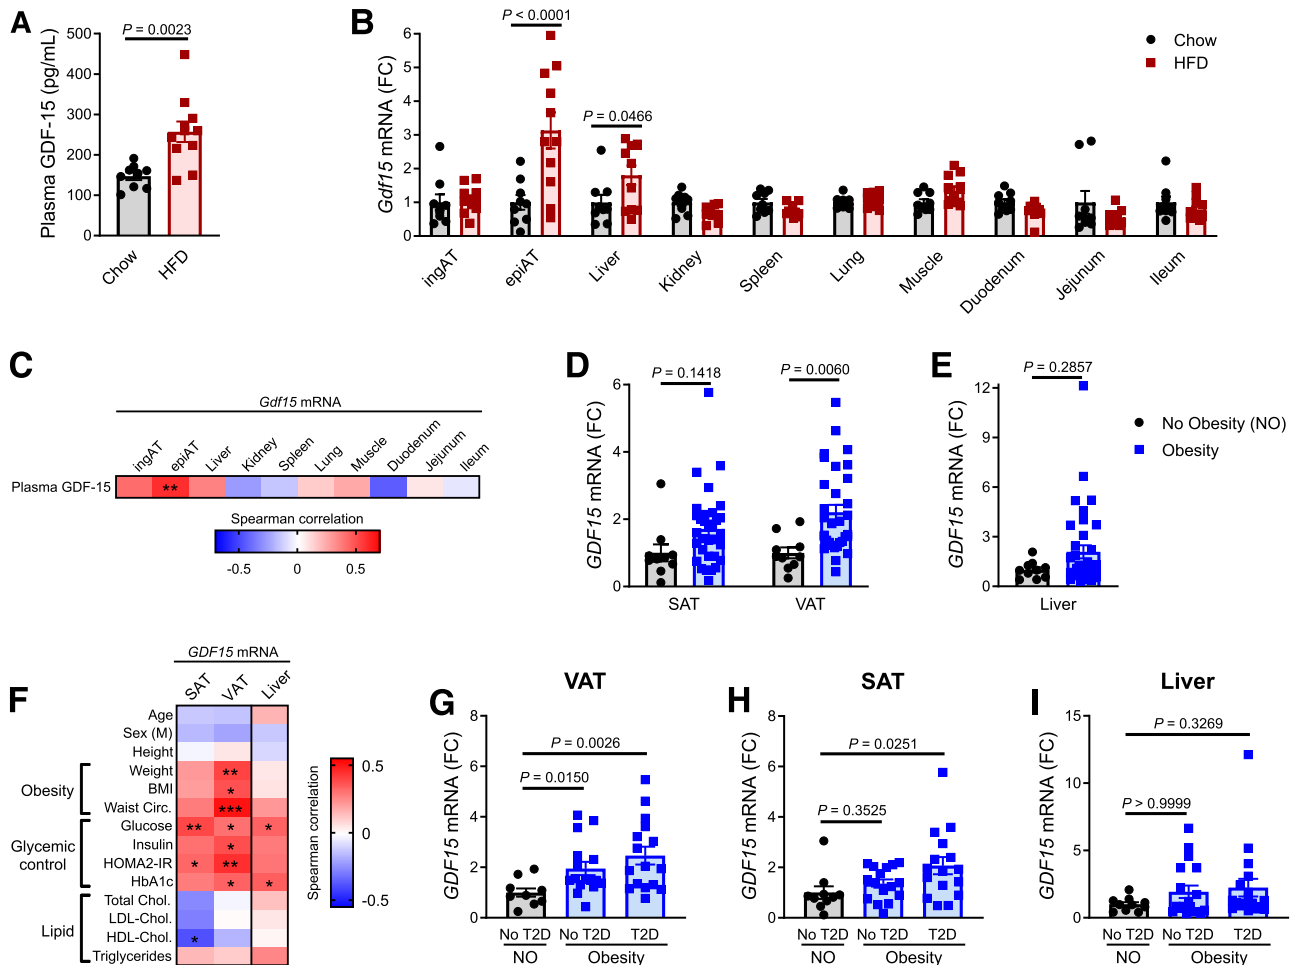 A
P = 0.0023
Plasma GDF-15 (pg/mL)
500
400
300
200
100
0
Chow
HFD
B
P < 0.0001
P = 0.0466
Gdf15 mRNA (FC)
6
5
4
3
2
1
0
ingAT
epiAT
Liver
Kidney
Spleen
Lung
Muscle
Duodenum
Jejunum
Ileum
Chow
HFD
C
Gdf15 mRNA
ingAT
epiAT
Liver
Kidney
Spleen
Lung
Muscle
Duodenum
Jejunum
Ileum
Plasma GDF-15
**
Spearman correlation
-0.5
0
0.5
D
P = 0.1418
P = 0.0060
GDF15 mRNA (FC)
6
4
2
0
SAT
VAT
E
P = 0.2857
GDF15 mRNA (FC)
12
9
6
3
0
Liver
No Obesity (NO)
Obesity
F
GDF15 mRNA
SAT
VAT
Liver
Age
Sex (M)
Height
Obesity
Weight **
BMI *
Waist Circ. ***
Glycemic control
Glucose ** * *
Insulin *
HOMA2-IR * **
HbA1c * *
Lipid
Total Chol.
LDL-Chol.
HDL-Chol. *
Triglycerides
Spearman correlation
0.5
0
-0.5
G
VAT
P = 0.0026
P = 0.0150
GDF15 mRNA (FC)
8
6
4
2
0
No T2D
No T2D
T2D
NO
Obesity
H
SAT
P = 0.0251
P = 0.3525
GDF15 mRNA (FC)
8
6
4
2
0
No T2D
No T2D
T2D
NO
Obesity
I
Liver
P = 0.3269
P > 0.9999
GDF15 mRNA (FC)
15
10
5
0
No T2D
No T2D
T2D
NO
Obesity